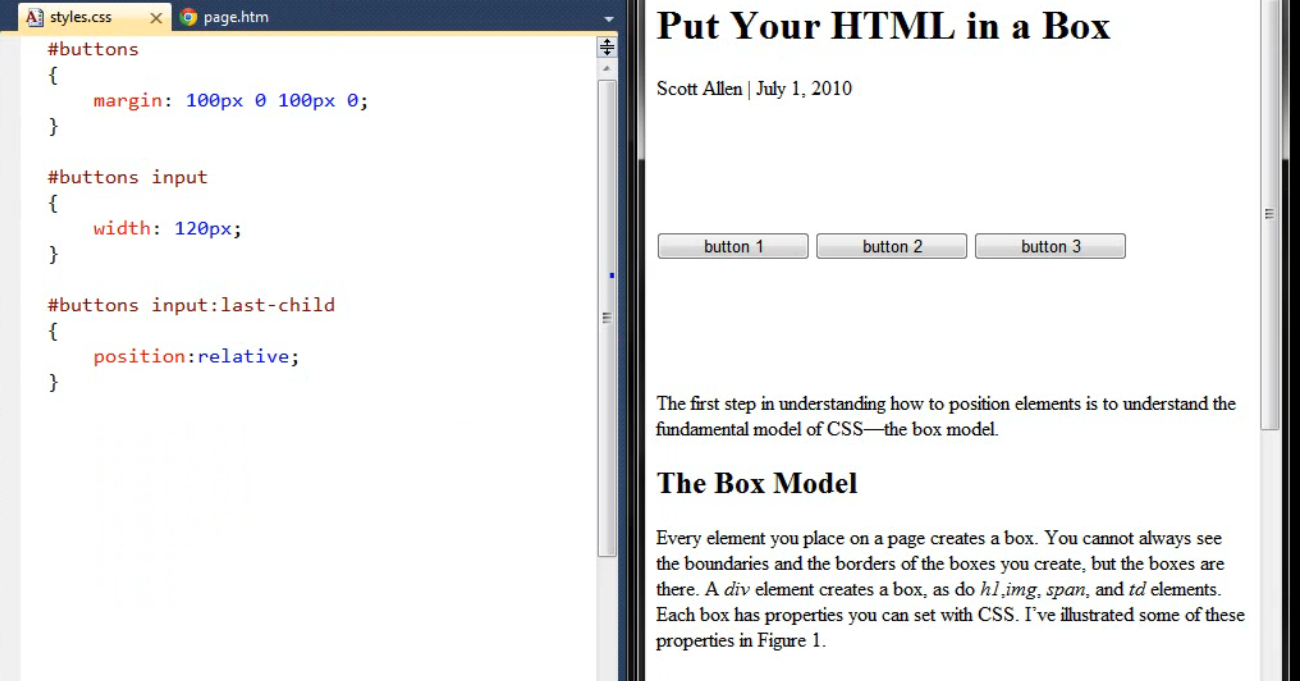 styles.css
page.htm
#buttons
{
margin: 100px 0 100px 0;
}
#buttons input
{
width: 120px;
}
#buttons input:last-child
{
position:relative;
}
Put Your HTML in a Box
Scott Allen | July 1, 2010
button 1
button 2
button 3
The first step in understanding how to position elements is to understand the
fundamental model of CSS—the box model.
The Box Model
Every element you place on a page creates a box. You cannot always see
the boundaries and the borders of the boxes you create, but the boxes are
there. A div element creates a box, as do h1,img, span, and td elements.
Each box has properties you can set with CSS. I’ve illustrated some of these
properties in Figure 1.